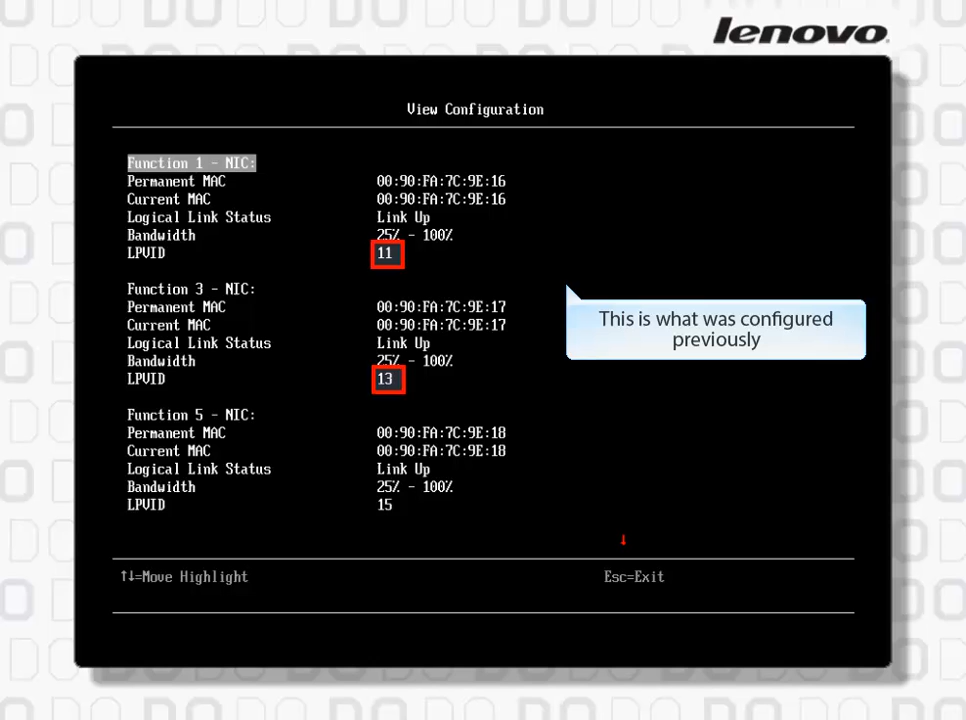 lenovo
View Configuration
Function 1 - NIC:
Permanent MAC 00:90:FA:7C:9E:16
Current MAC 00:90:FA:7C:9E:16
Logical Link Status Link Up
Bandwidth 25% - 100%
LPVID 11
Function 3 - NIC:
Permanent MAC 00:90:FA:7C:9E:17
Current MAC 00:90:FA:7C:9E:17
Logical Link Status Link Up
Bandwidth 25% - 100%
LPVID 13
This is what was configured
previously
Function 5 - NIC:
Permanent MAC 00:90:FA:7C:9E:18
Current MAC 00:90:FA:7C:9E:18
Logical Link Status Link Up
Bandwidth 25% - 100%
LPVID 15
↓
↑↓=Move Highlight Esc=Exit